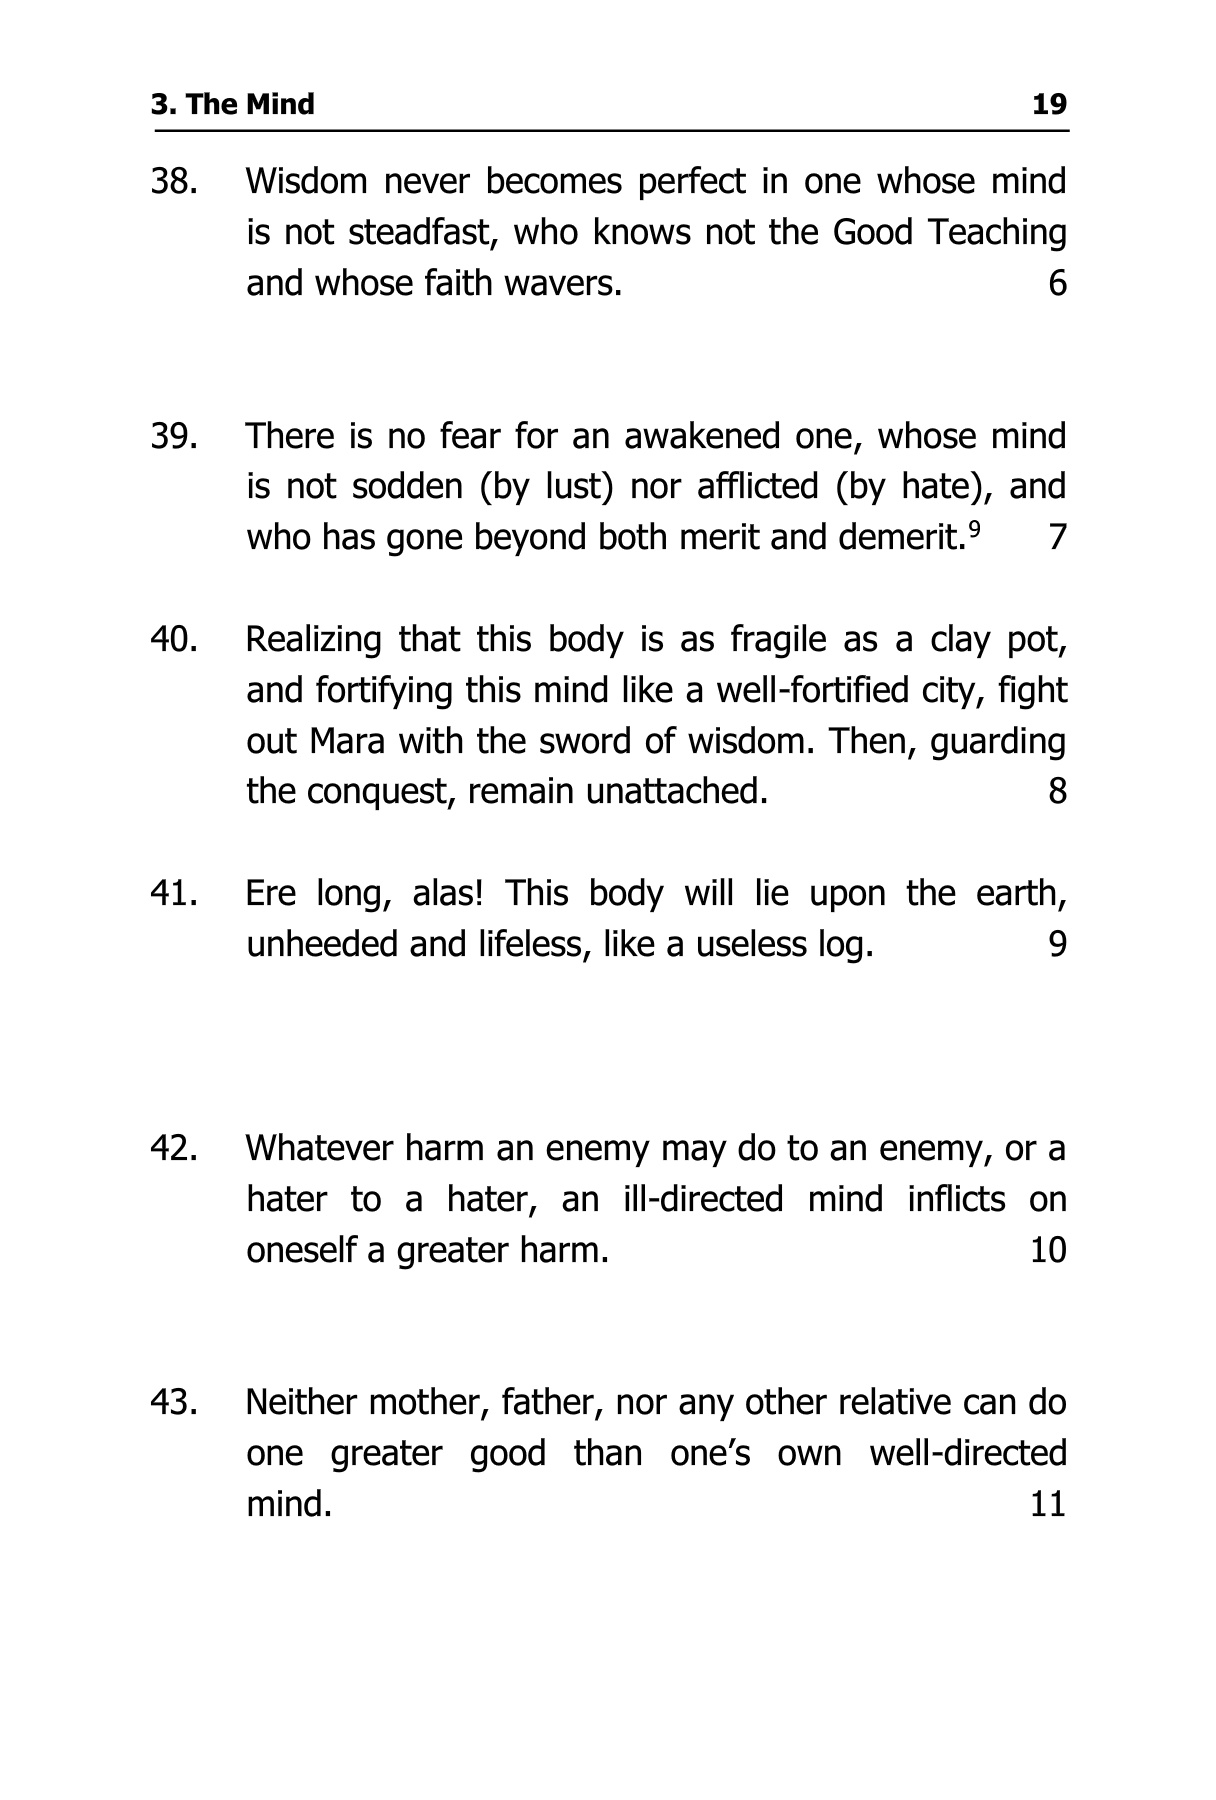 3. The Mind 19
38. Wisdom never becomes perfect in one whose mind
is not steadfast, who knows not the Good Teaching
and whose faith wavers. 6
39. There is no fear for an awakened one, whose mind
is not sodden (by lust) nor afflicted (by hate), and
who has gone beyond both merit and demerit.⁹ 7
40. Realizing that this body is as fragile as a clay pot,
and fortifying this mind like a well-fortified city, fight
out Mara with the sword of wisdom. Then, guarding
the conquest, remain unattached. 8
41. Ere long, alas! This body will lie upon the earth,
unheeded and lifeless, like a useless log. 9
42. Whatever harm an enemy may do to an enemy, or a
hater to a hater, an ill-directed mind inflicts on
oneself a greater harm. 10
43. Neither mother, father, nor any other relative can do
one greater good than one’s own well-directed
mind. 11